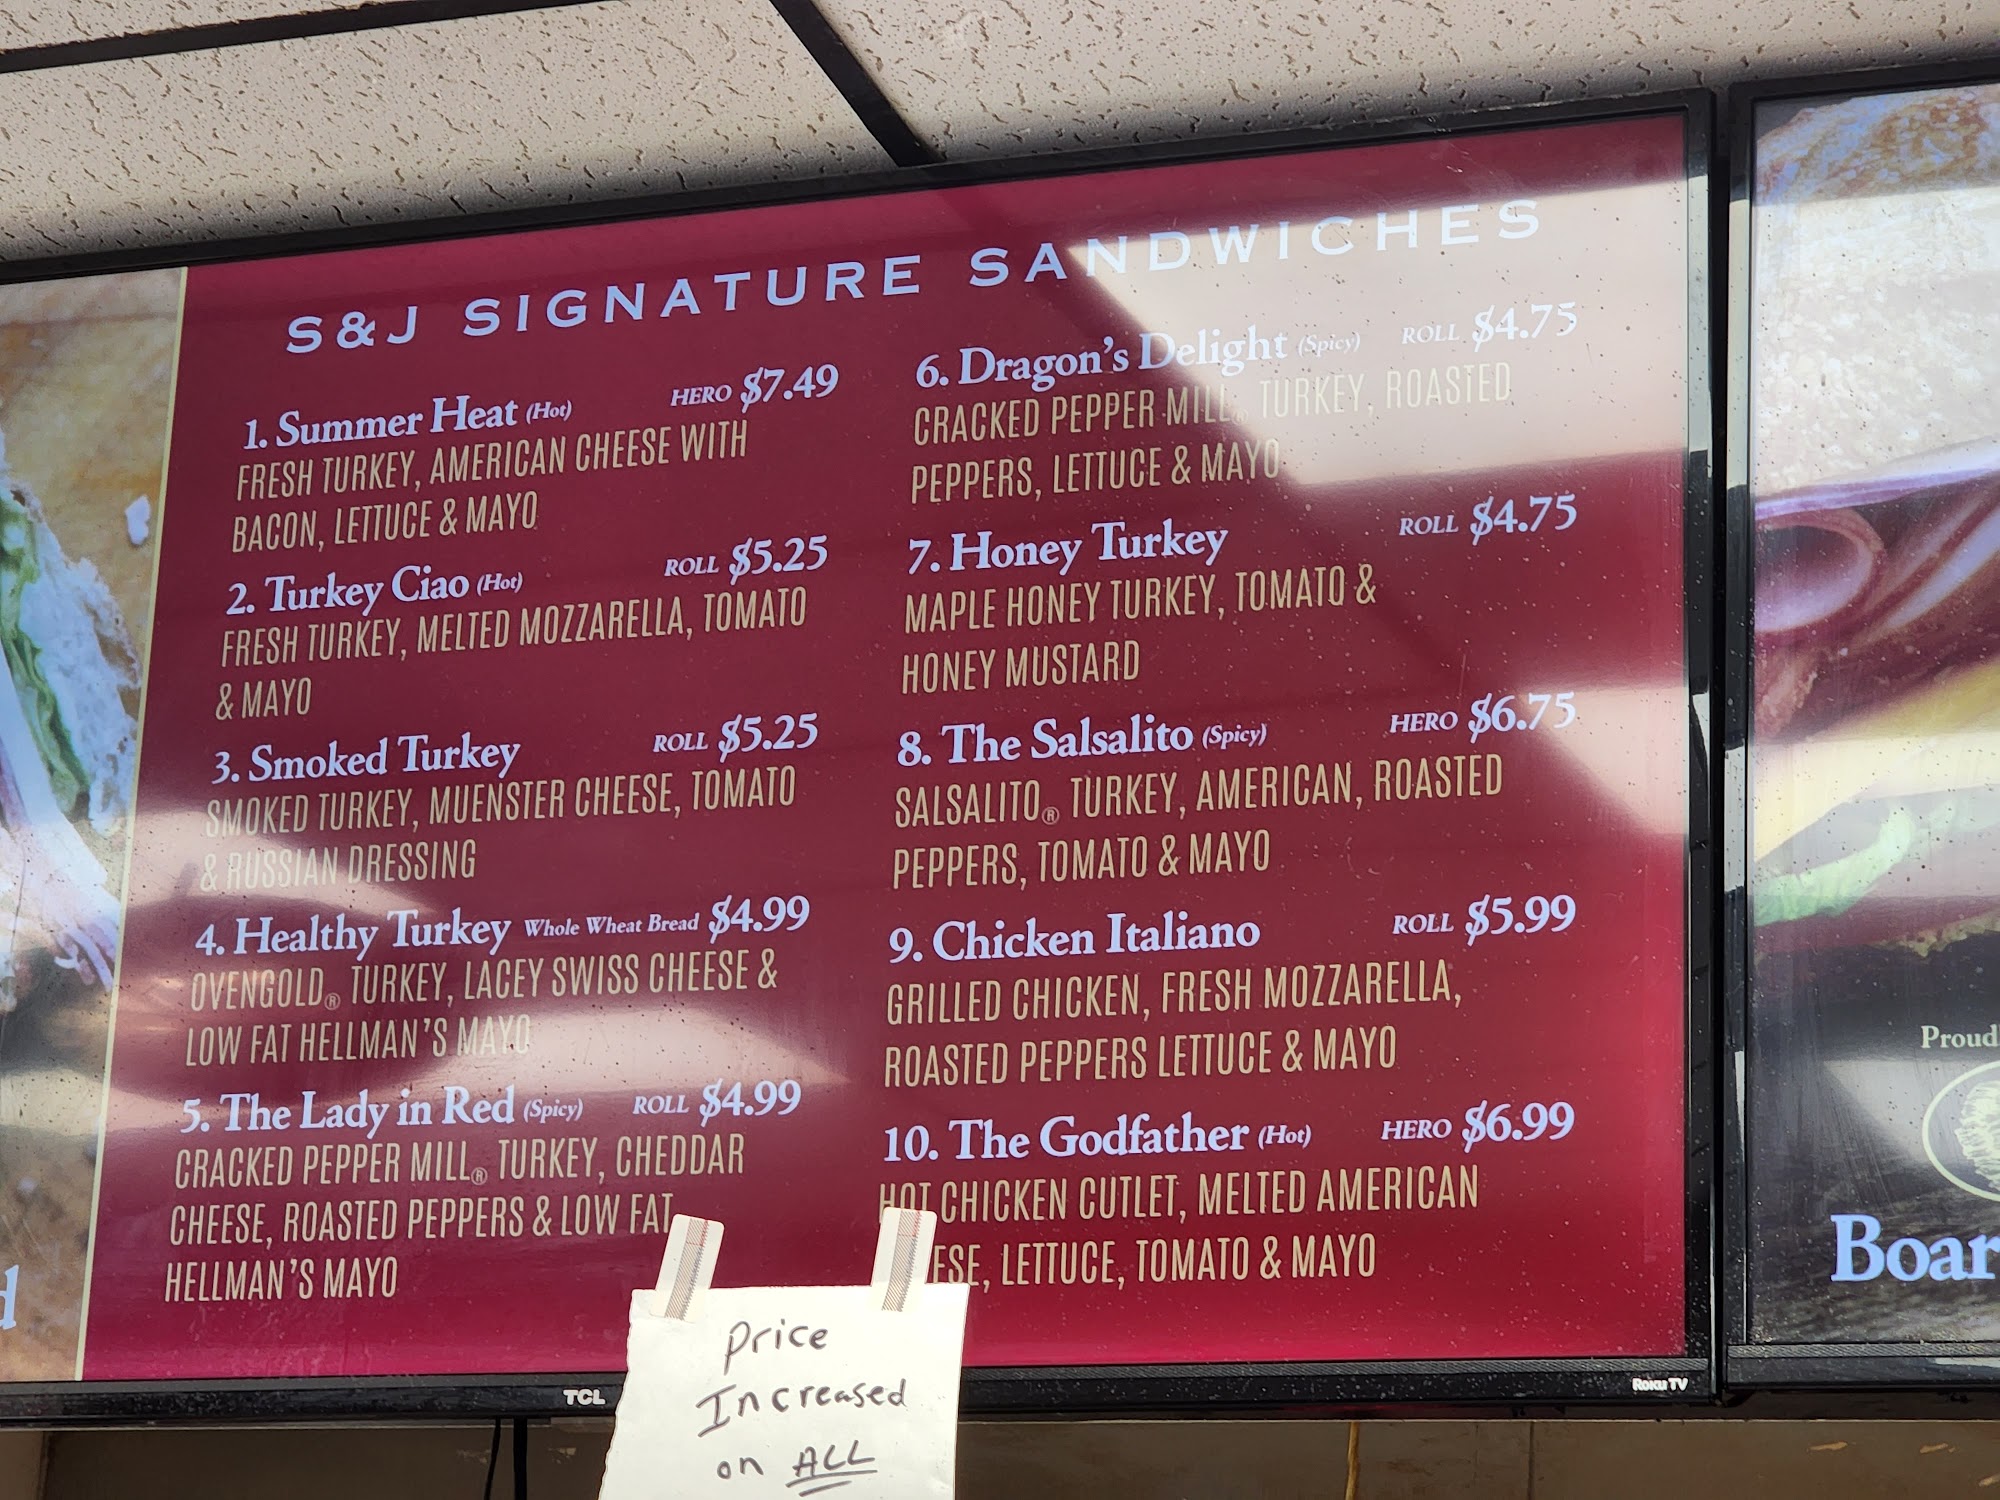 S&J SIGNATURE SANDWICHES
1. Summer Heat (Hot) HERO $7.49
FRESH TURKEY, AMERICAN CHEESE WITH
BACON, LETTUCE & MAYO
2. Turkey Ciao (Hot) ROLL $5.25
FRESH TURKEY, MELTED MOZZARELLA, TOMATO
& MAYO
3. Smoked Turkey ROLL $5.25
SMOKED TURKEY, MUENSTER CHEESE, TOMATO
& RUSSIAN DRESSING
4. Healthy Turkey Whole Wheat Bread $4.99
OVENGOLD® TURKEY, LACEY SWISS CHEESE &
LOW FAT HELLMAN'S MAYO
5. The Lady in Red (Spicy) ROLL $4.99
CRACKED PEPPER MILL® TURKEY, CHEDDAR
CHEESE, ROASTED PEPPERS & LOW FAT
HELLMAN'S MAYO
6. Dragon's Delight (Spicy) ROLL $4.75
CRACKED PEPPER MILL® TURKEY, ROASTED
PEPPERS, LETTUCE & MAYO
7. Honey Turkey ROLL $4.75
MAPLE HONEY TURKEY, TOMATO &
HONEY MUSTARD
8. The Salsalito (Spicy) HERO $6.75
SALSALITO® TURKEY, AMERICAN, ROASTED
PEPPERS, TOMATO & MAYO
9. Chicken Italiano ROLL $5.99
GRILLED CHICKEN, FRESH MOZZARELLA,
ROASTED PEPPERS LETTUCE & MAYO
10. The Godfather (Hot) HERO $6.99
HOT CHICKEN CUTLET, MELTED AMERICAN
ESE, LETTUCE, TOMATO & MAYO
Price
Increased
on ALL
TCL
Roku TV
Proud
Boar